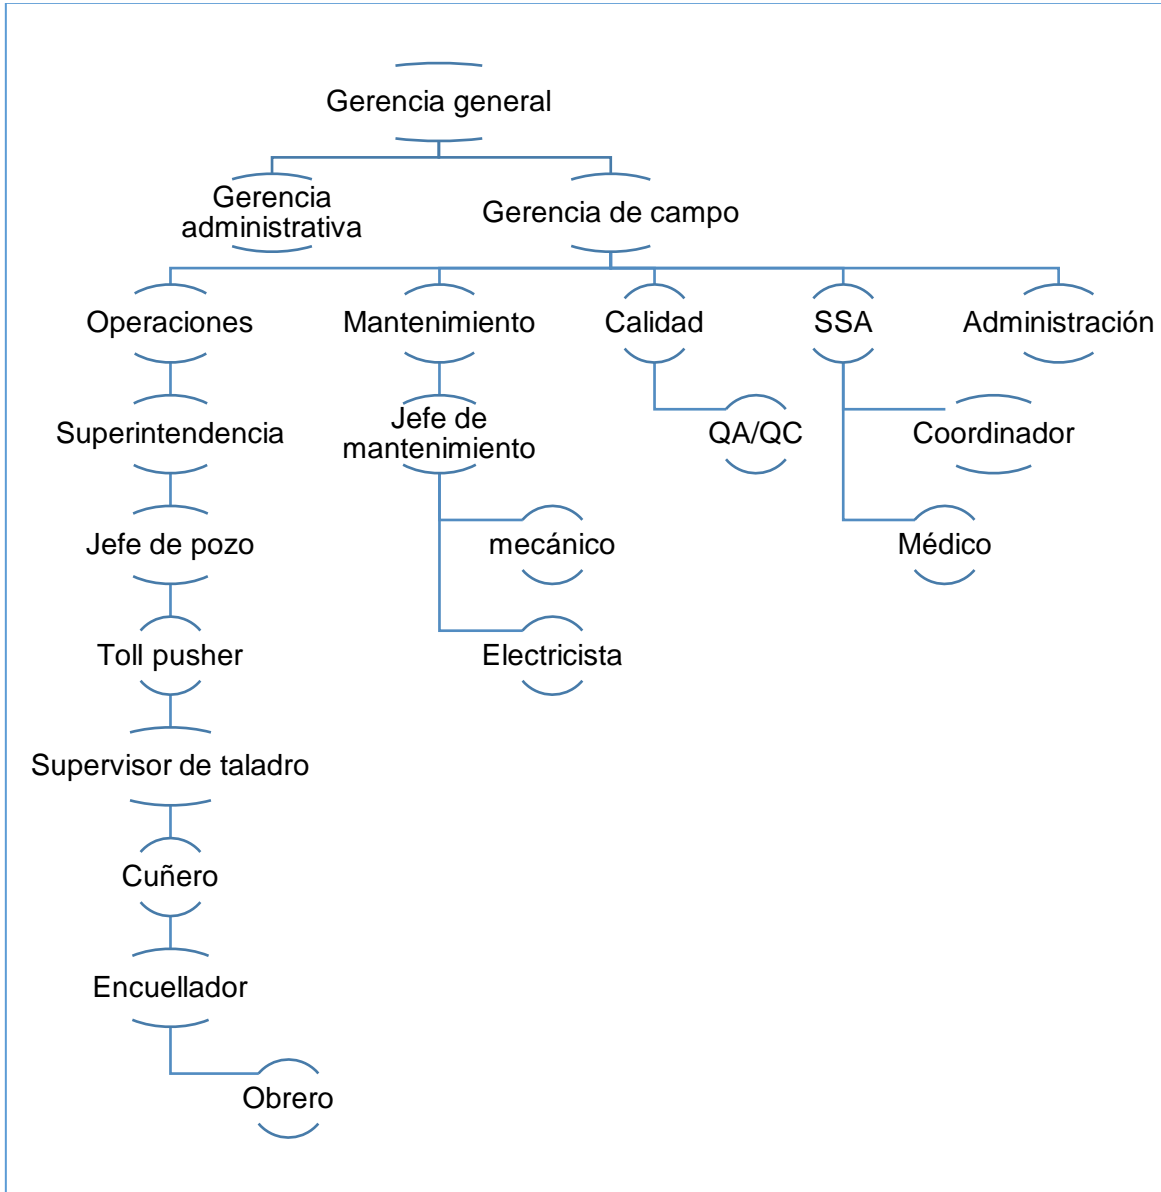 Gerencia general
Gerencia
administrativa
Gerencia de campo
Operaciones
Mantenimiento
Calidad
SSA
Administración
Superintendencia
Jefe de
mantenimiento
QA/QC
Coordinador
Jefe de pozo
mecánico
Médico
Toll pusher
Electricista
Supervisor de taladro
Cuñero
Encuellador
Obrero